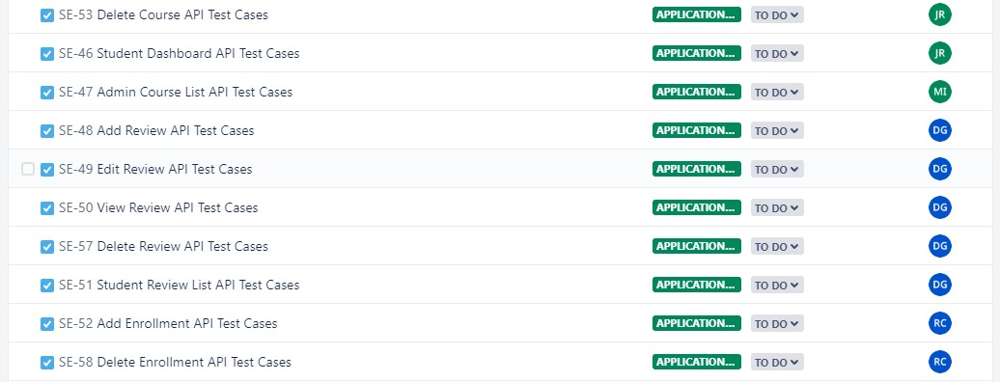 SE-53 Delete Course API Test Cases APPLICATION... TO DO JR
SE-46 Student Dashboard API Test Cases APPLICATION... TO DO JR
SE-47 Admin Course List API Test Cases APPLICATION... TO DO MI
SE-48 Add Review API Test Cases APPLICATION... TO DO DG
SE-49 Edit Review API Test Cases APPLICATION... TO DO DG
SE-50 View Review API Test Cases APPLICATION... TO DO DG
SE-57 Delete Review API Test Cases APPLICATION... TO DO DG
SE-51 Student Review List API Test Cases APPLICATION... TO DO DG
SE-52 Add Enrollment API Test Cases APPLICATION... TO DO RC
SE-58 Delete Enrollment API Test Cases APPLICATION... TO DO RC